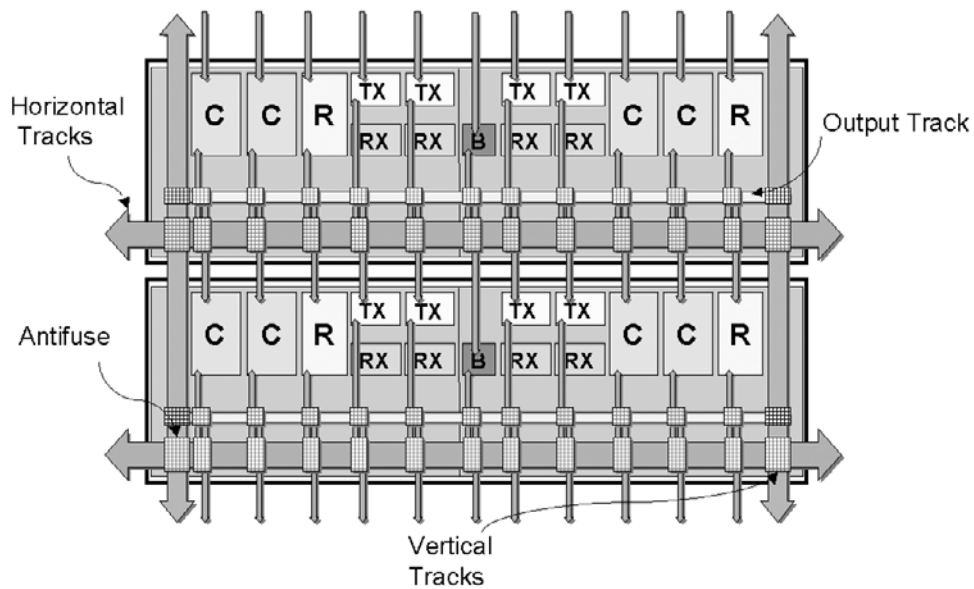 Horizontal
Tracks
C C R TX TX TX TX C C R
RX RX B RX RX
Output Track
C C R TX TX TX TX C C R
RX RX B RX RX
Antifuse
Vertical
Tracks